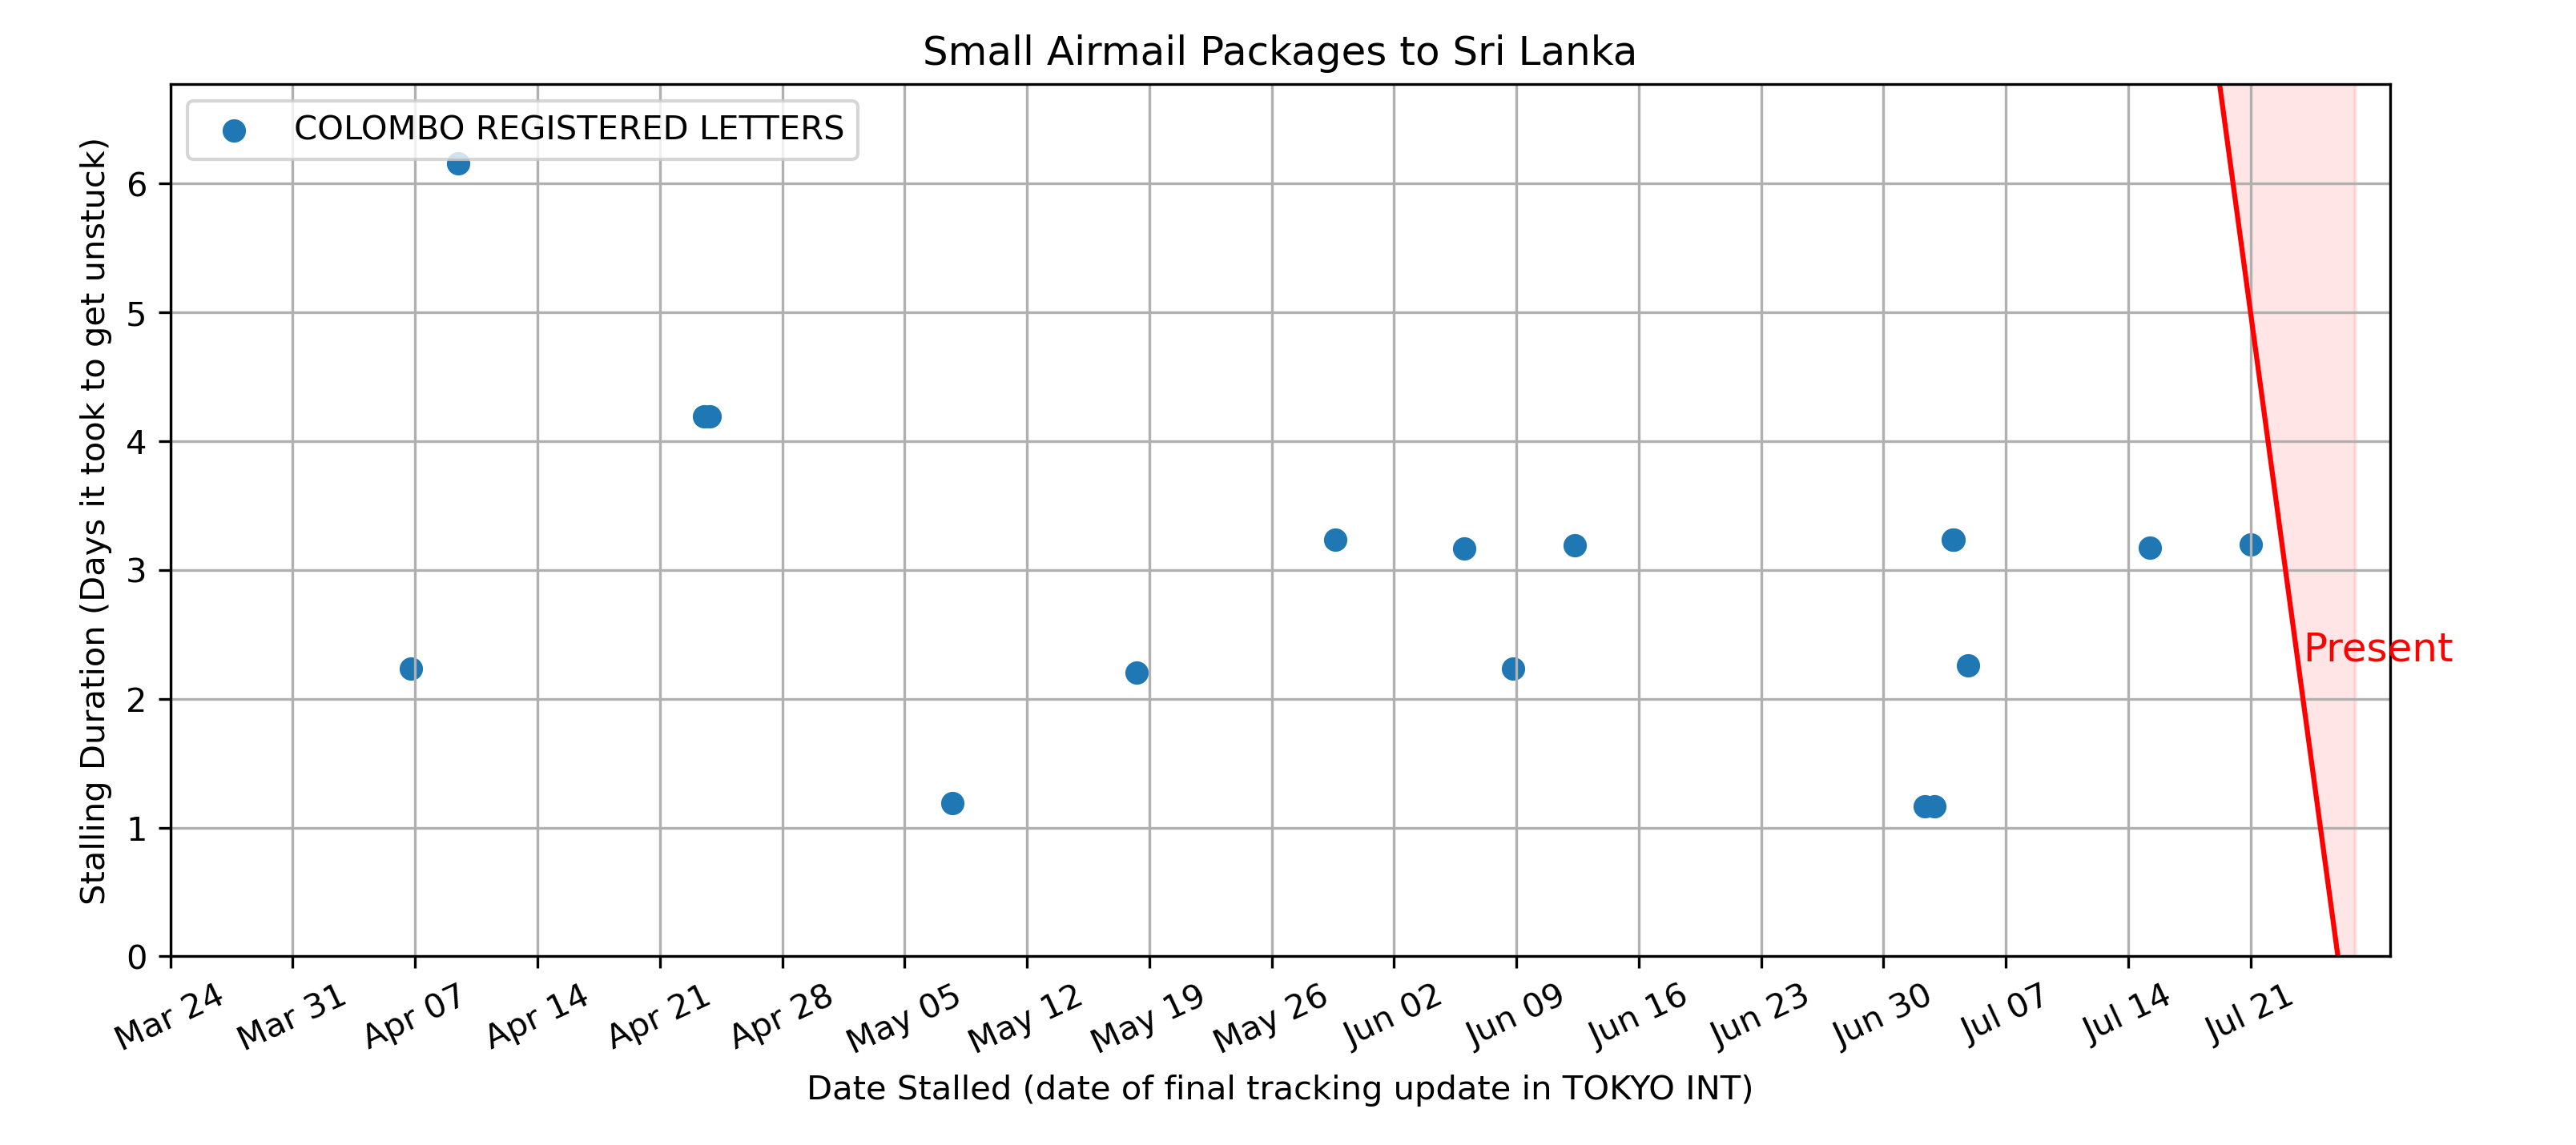 Small Airmail Packages to Sri Lanka
COLOMBO REGISTERED LETTERS
Stalling Duration (Days it took to get unstuck)
6
5
4
3
2
1
0
Present
Mar 24
Mar 31
Apr 07
Apr 14
Apr 21
Apr 28
May 05
May 12
May 19
May 26
Jun 02
Jun 09
Jun 16
Jun 23
Jun 30
Jul 07
Jul 14
Jul 21
Date Stalled (date of final tracking update in TOKYO INT)